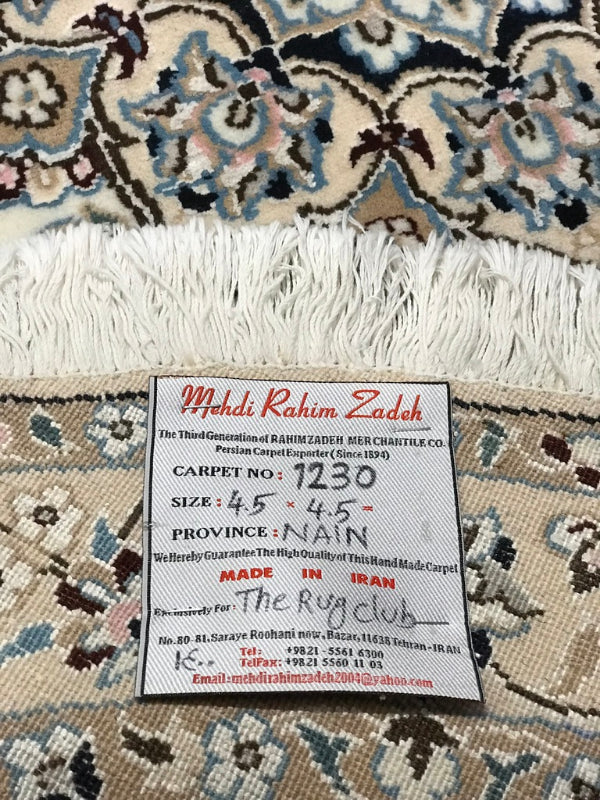 Mehdi Rahim Zadeh
The Third Generation of RAHIMZADEH MERCHANTILE CO.
Persian Carpet Exporter ( Since 1894)
CARPET NO : 1230
SIZE : 4.5 × 4.5 =
PROVINCE : NAIN
We Hereby Guarantee The High Quality of This Hand Made Carpet
MADE IN IRAN
Exclusively For : The Rug Club
No.80-81, Saraye Roohani now, Bazar, 11638 Tehran - IRAN
Tel : +9821 - 5561 6300
TelFax : +9821 5560 11 03
Email : mehdirahimzadeh2004@yahoo.com